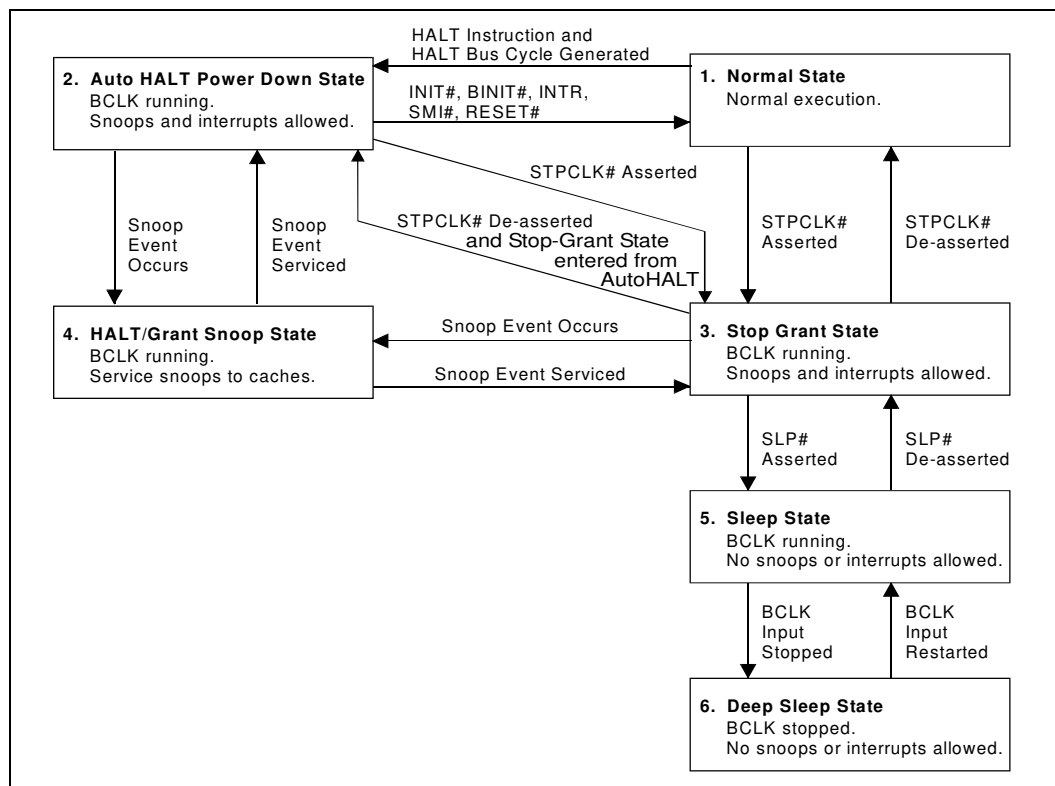 HALT Instruction and
HALT Bus Cycle Generated
2. Auto HALT Power Down State
BCLK running.
Snoops and interrupts allowed.
1. Normal State
Normal execution.
INIT#, BINIT#, INTR,
SMI#, RESET#
STPCLK# Asserted
STPCLK# De-asserted
and Stop-Grant State
entered from
AutoHALT
Snoop
Event
Occurs
Snoop
Event
Serviced
STPCLK#
Asserted
STPCLK#
De-asserted
4. HALT/Grant Snoop State
BCLK running.
Service snoops to caches.
Snoop Event Occurs
Snoop Event Serviced
3. Stop Grant State
BCLK running.
Snoops and interrupts allowed.
SLP#
Asserted
SLP#
De-asserted
5. Sleep State
BCLK running.
No snoops or interrupts allowed.
BCLK
Input
Stopped
BCLK
Input
Restarted
6. Deep Sleep State
BCLK stopped.
No snoops or interrupts allowed.